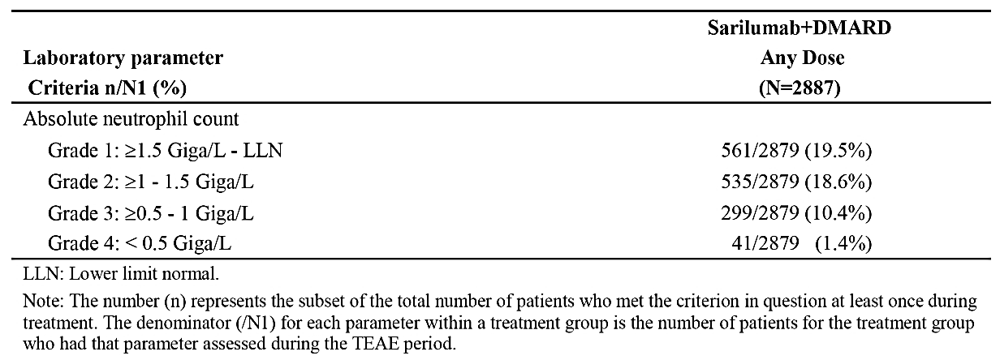 Sarilumab+DMARD
Laboratory parameter Any Dose
Criteria n/N1 (%) (N=2887)
Absolute neutrophil count
Grade 1: ≥1.5 Giga/L - LLN 561/2879 (19.5%)
Grade 2: ≥1 - 1.5 Giga/L 535/2879 (18.6%)
Grade 3: ≥0.5 - 1 Giga/L 299/2879 (10.4%)
Grade 4: < 0.5 Giga/L 41/2879 (1.4%)
LLN: Lower limit normal.
Note: The number (n) represents the subset of the total number of patients who met the criterion in question at least once during
treatment. The denominator (/N1) for each parameter within a treatment group is the number of patients for the treatment group
who had that parameter assessed during the TEAE period.